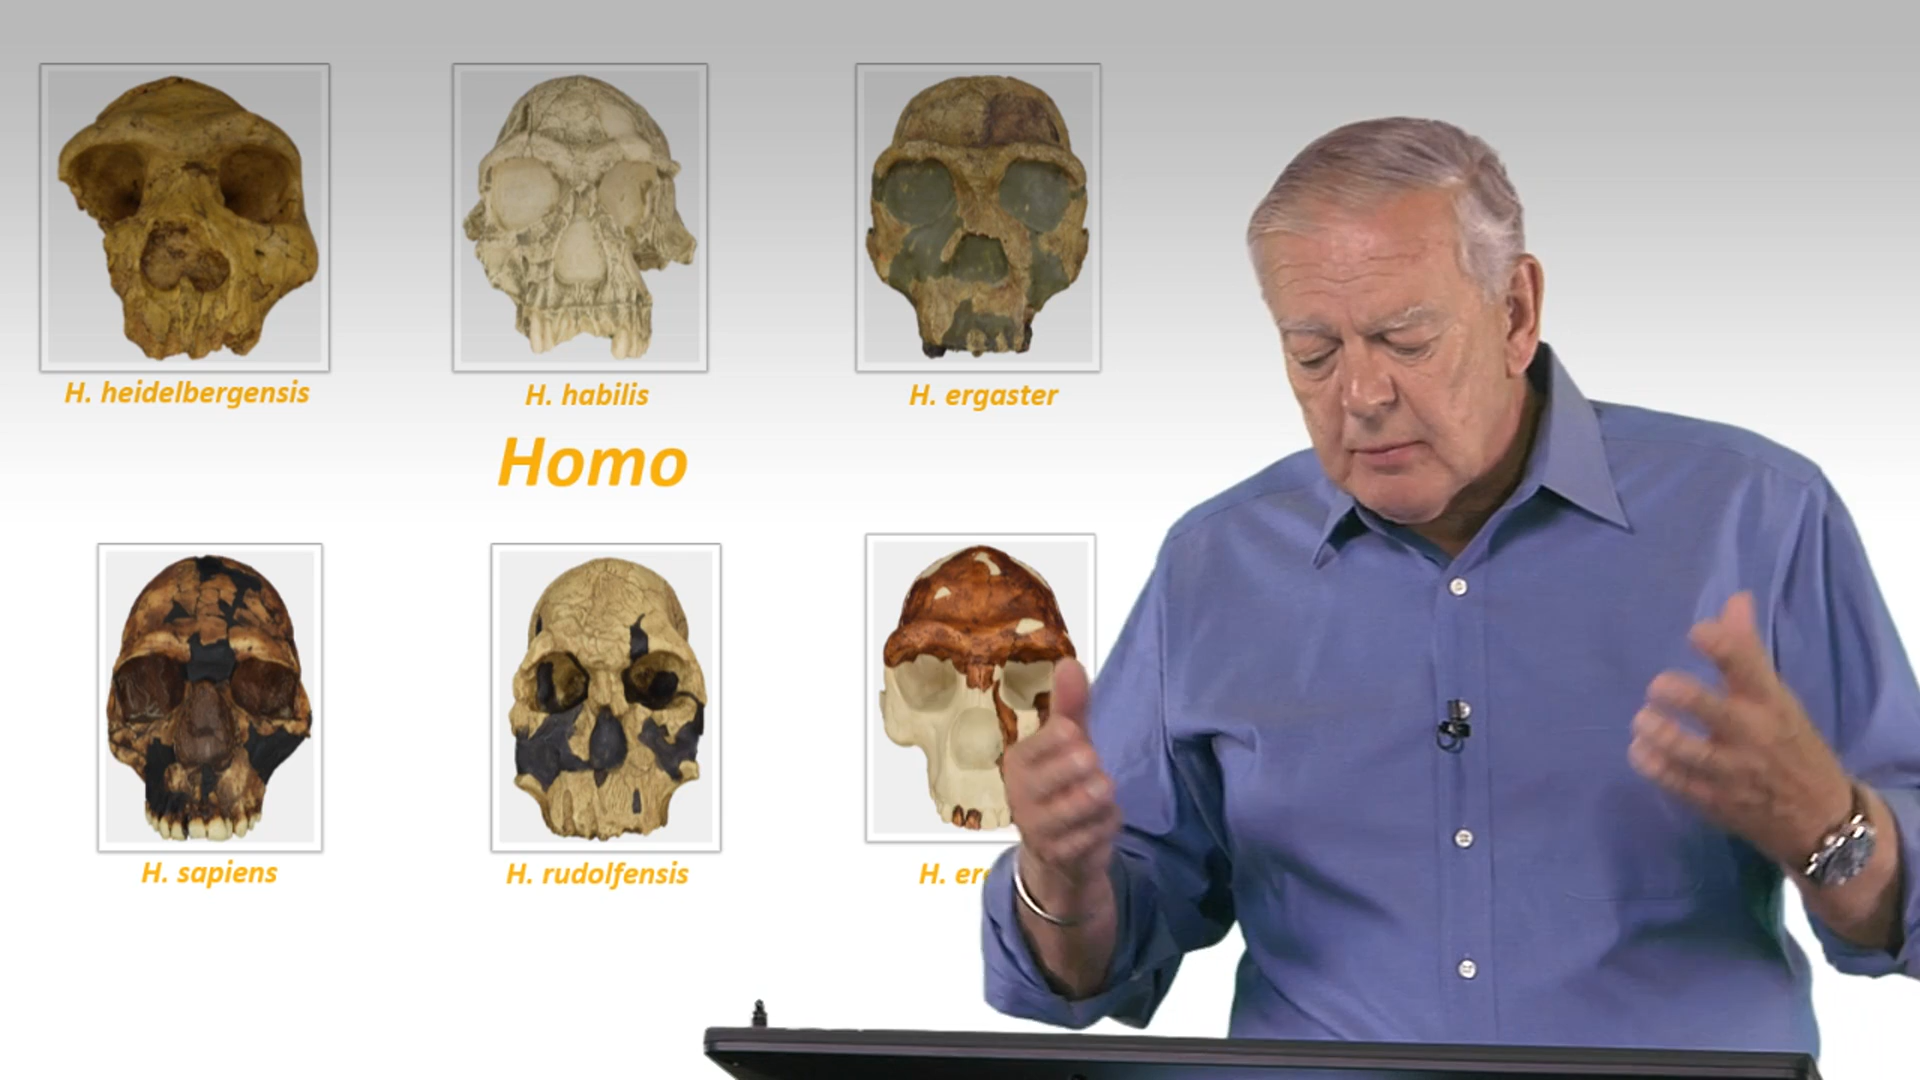 H. heidelbergensis
H. habilis
H. ergaster
Homo
H. sapiens
H. rudolfensis
H.